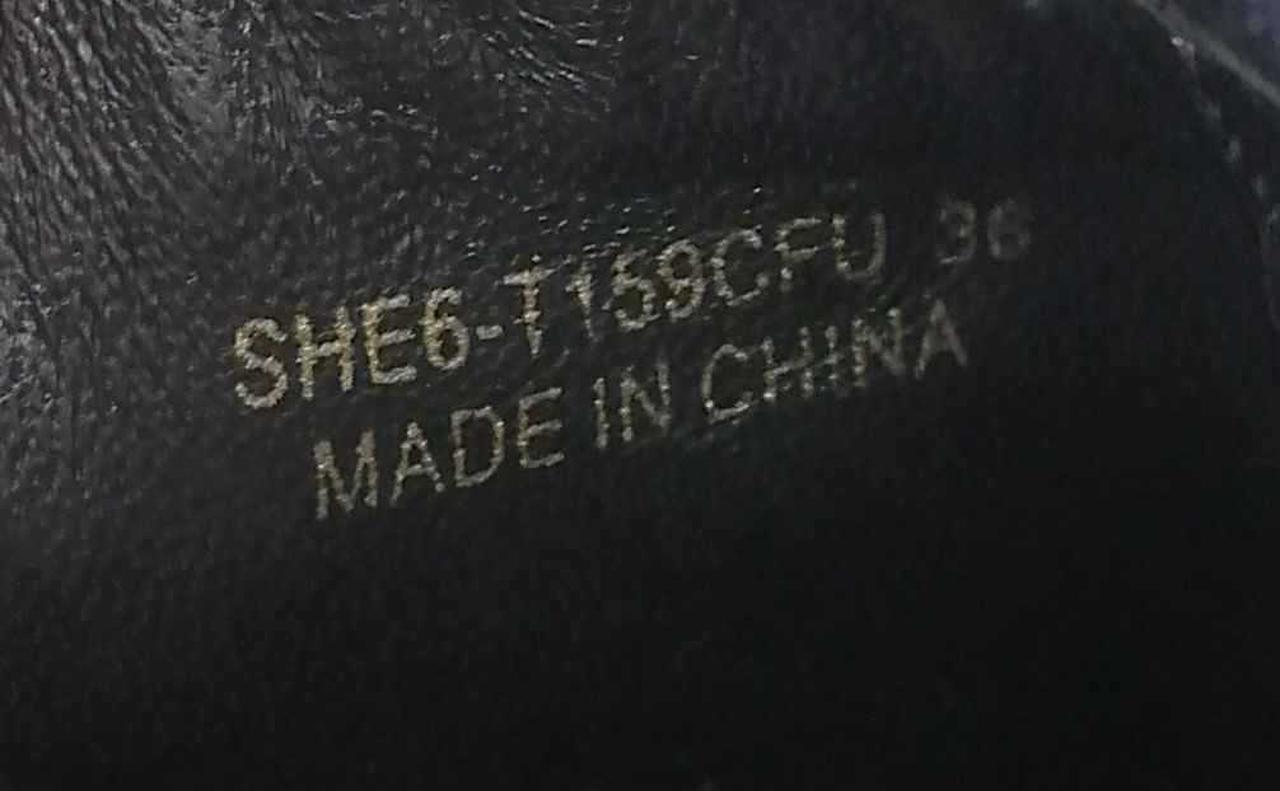 SHE6-T159CFU 36
MADE IN CHINA